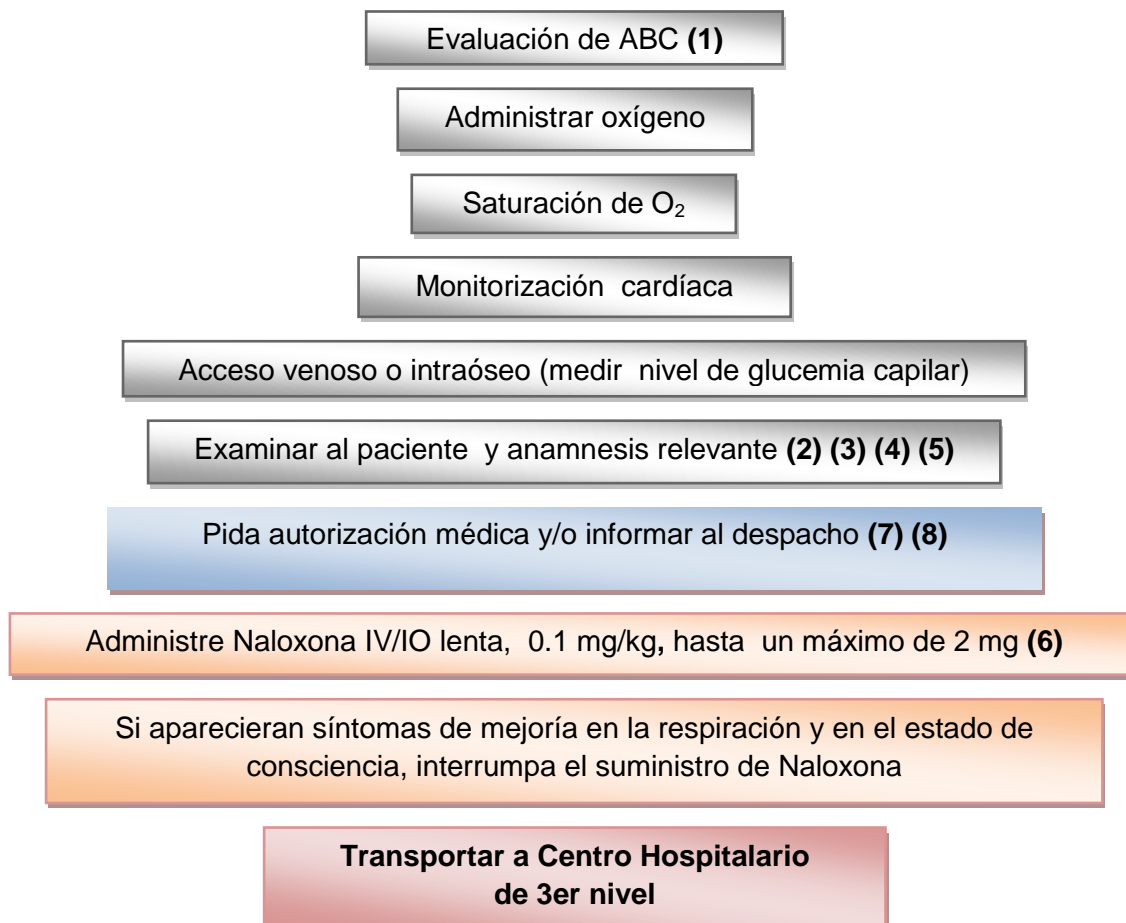 Evaluación de ABC (1)
Administrar oxígeno
Saturación de O₂
Monitorización cardíaca
Acceso venoso o intraóseo (medir nivel de glucemia capilar)
Examinar al paciente y anamnesis relevante (2) (3) (4) (5)
Pida autorización médica y/o informar al despacho (7) (8)
Administre Naloxona IV/IO lenta, 0.1 mg/kg, hasta un máximo de 2 mg (6)
Si aparecieran síntomas de mejoría en la respiración y en el estado de
consciencia, interrumpa el suministro de Naloxona
Transportar a Centro Hospitalario
de 3er nivel